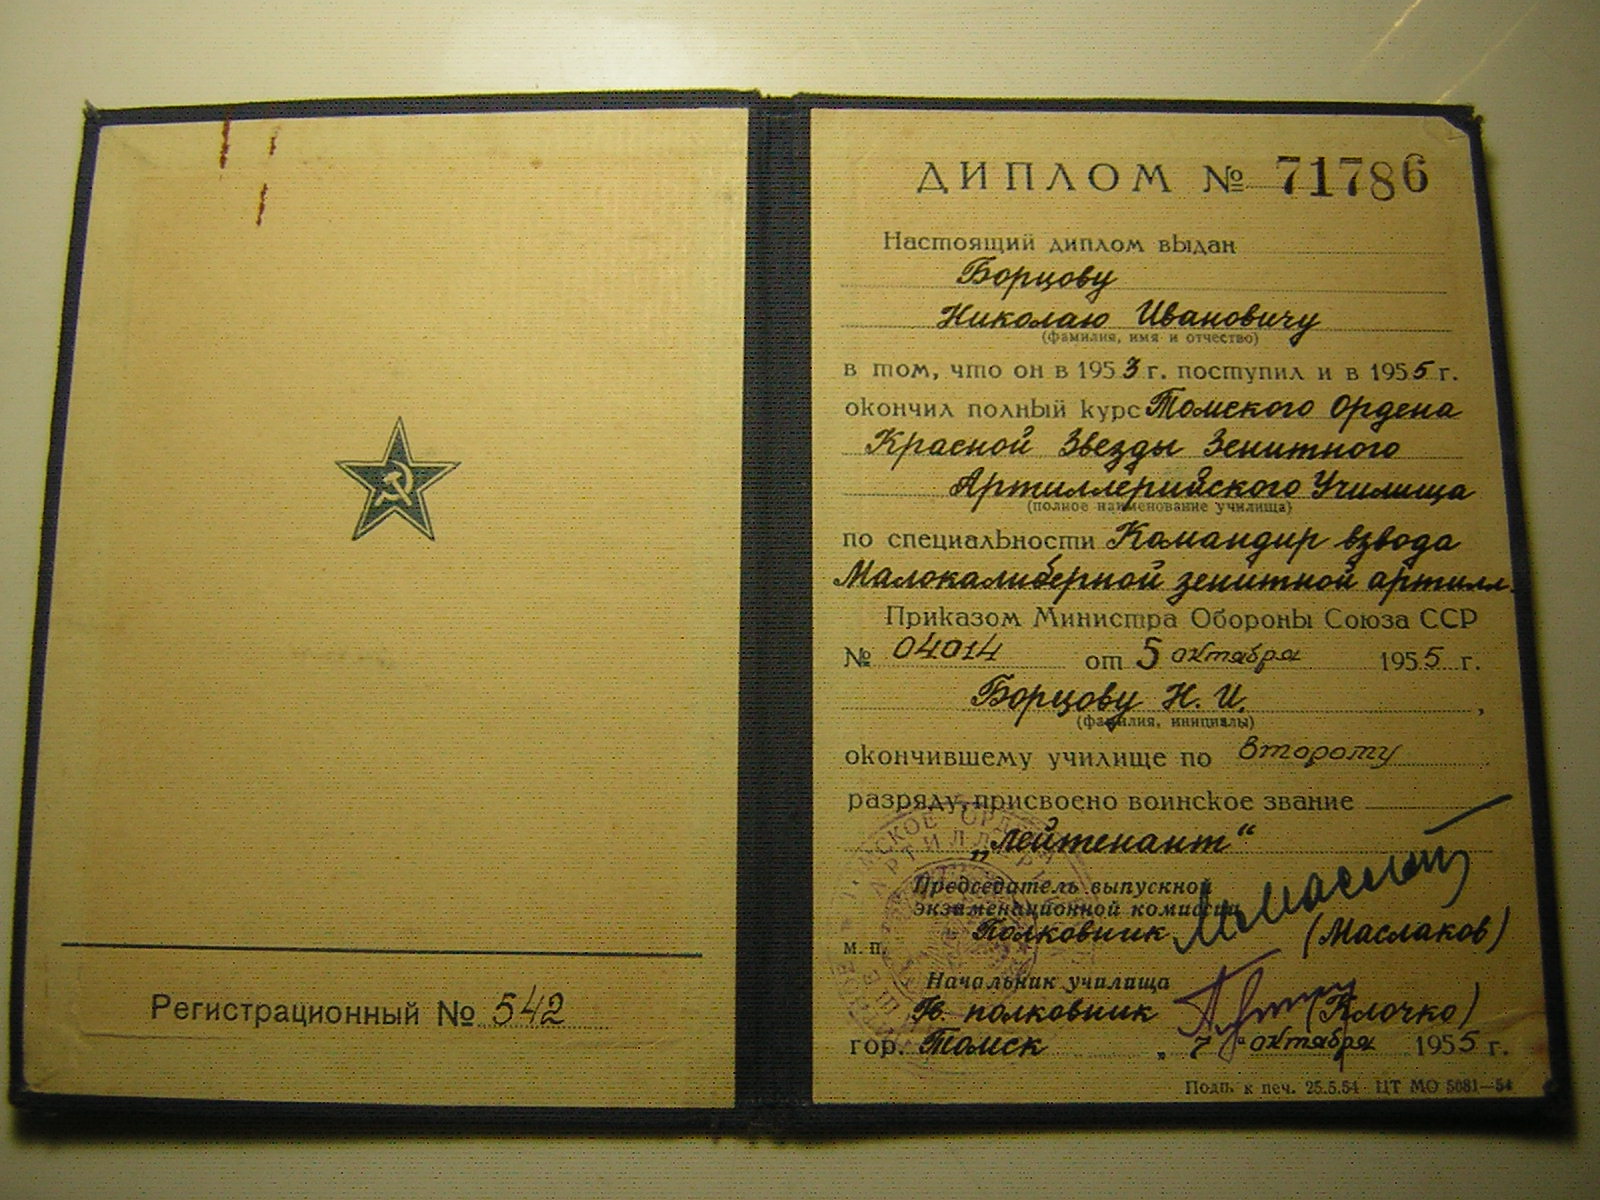 Регистрационный № 542
ДИПЛОМ № 71786
Настоящий диплом выдан
Борцову
Николаю Ивановичу
(фамилия, имя и отчество)
в том, что он в 1953 г. поступил и в 1955 г.
окончил полный курс Томского Ордена
Красной Звезды Зенитного
Артиллерийского Училища
(полное наименование училища)
по специальности Командир взвода
Малокалиберной зенитной артилл.
Приказом Министра Обороны Союза ССР
№ 04014 от 5 октября 1955 г.
Борцову Н. И.,
(фамилия, инициалы)
окончившему училище по второму
разряду, присвоено воинское звание
„Лейтенант“
Председатель выпускной
экзаменационной комиссии
Полковник (Маслаков)
м. п.
Начальник училища
полковник (Клочко)
гор. Томск „7“ октября 1955 г.
Подп. к печ. 25.5.54 ЦТ МО 5081—54